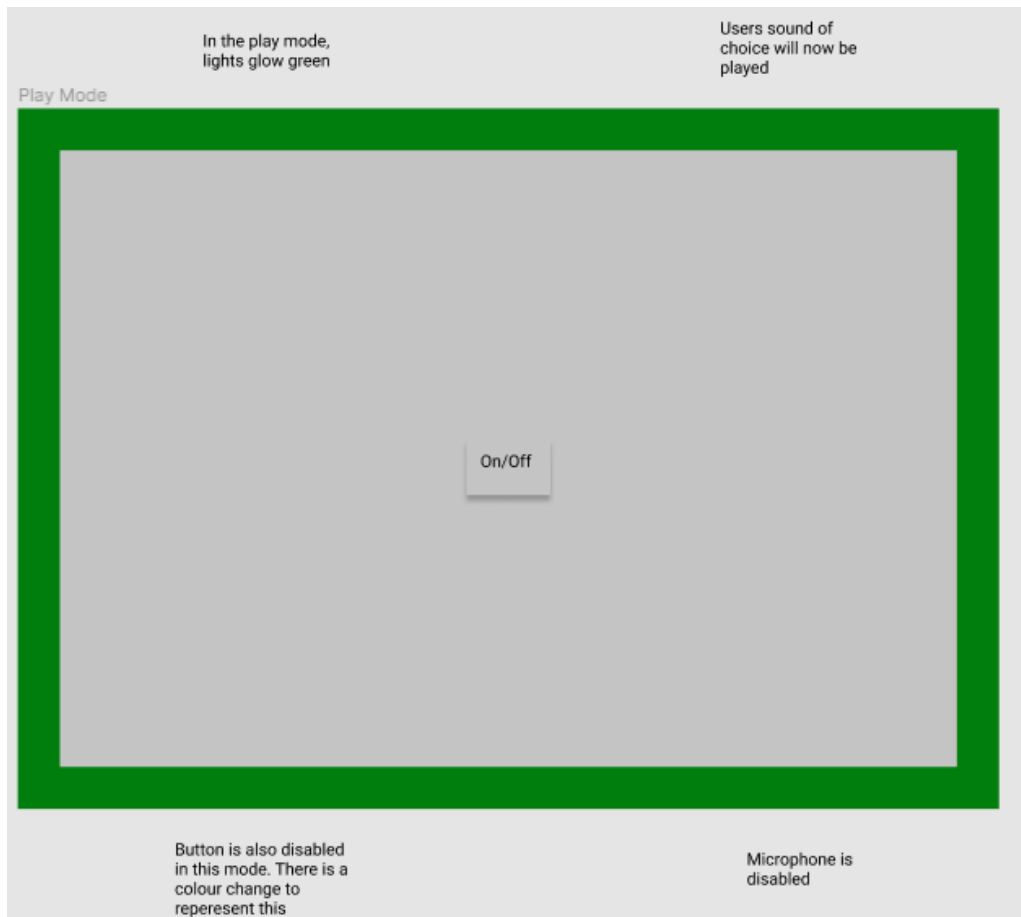 In the play mode,
lights glow green
Users sound of
choice will now be
played
Play Mode
On/Off
Button is also disabled
in this mode. There is a
colour change to
reperesent this
Microphone is
disabled